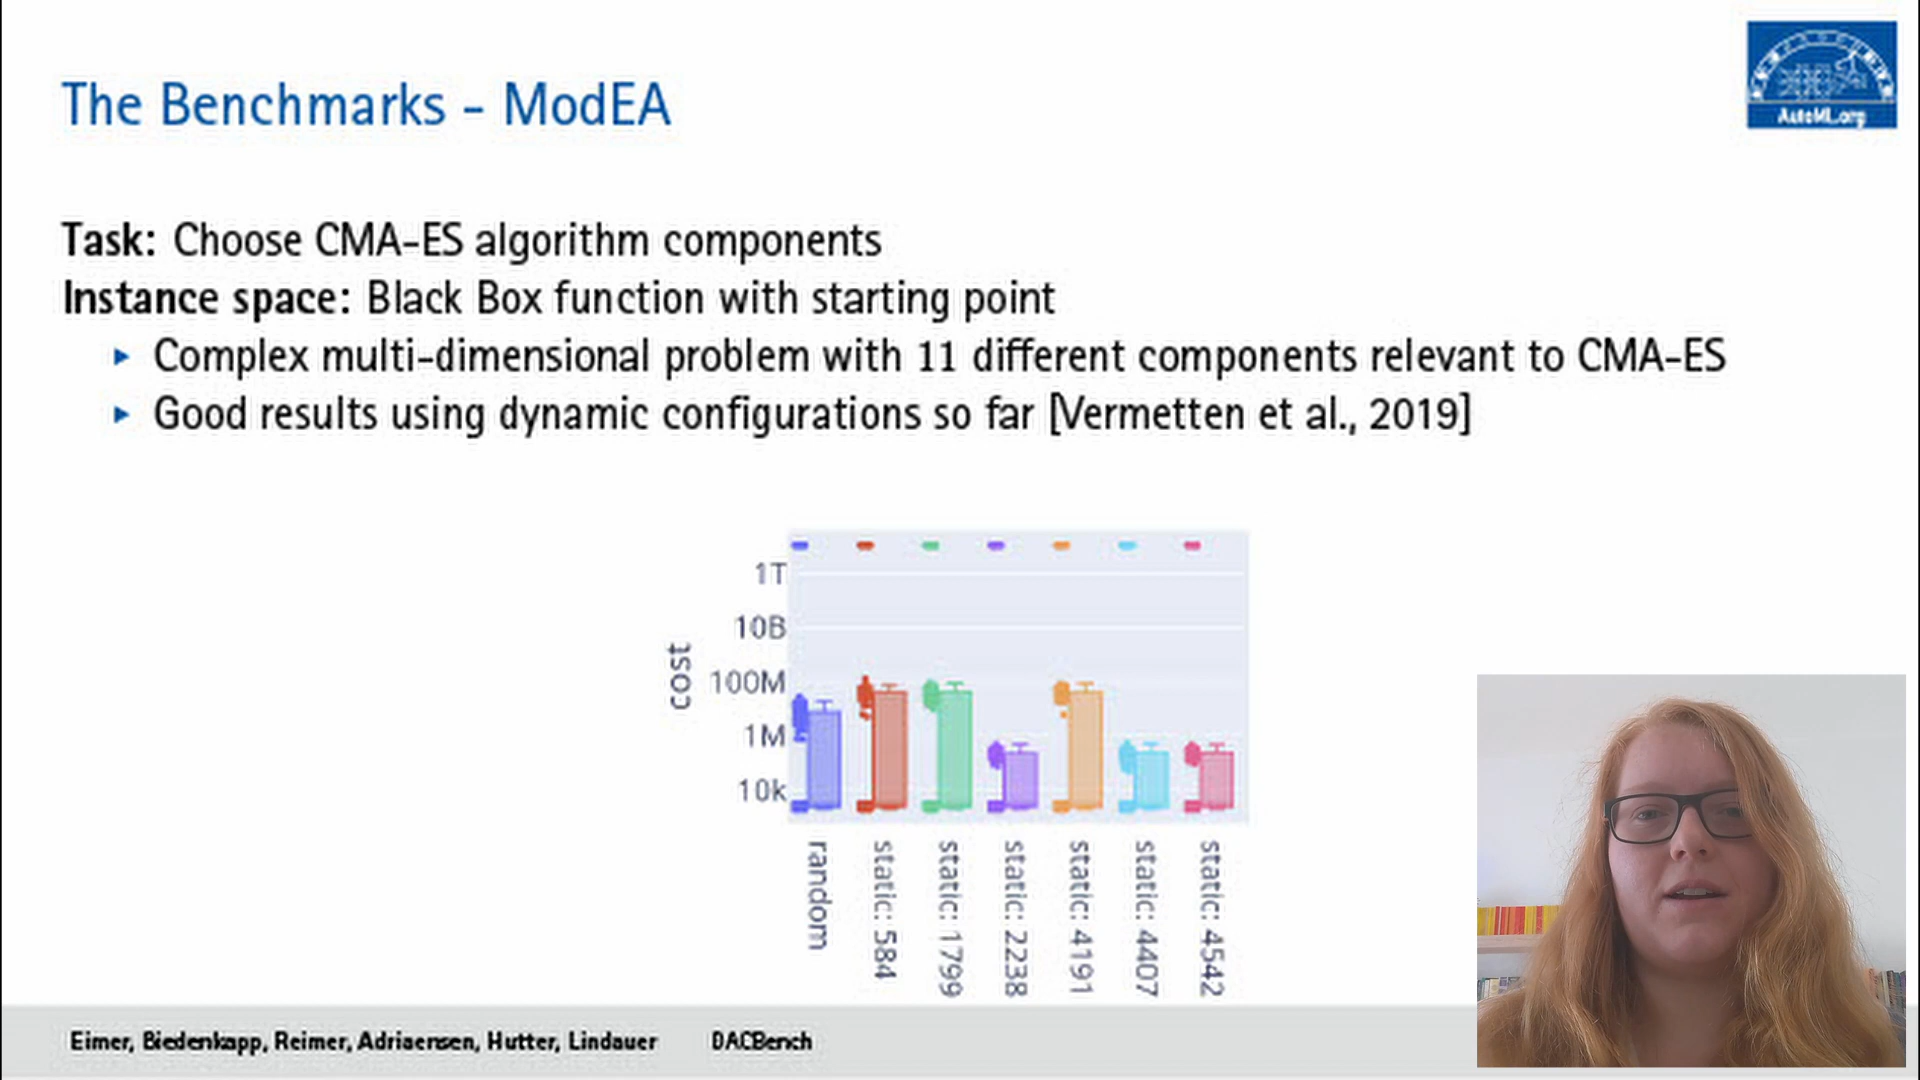 The Benchmarks - ModEA
AutoML.org
Task: Choose CMA-ES algorithm components
Instance space: Black Box function with starting point
Complex multi-dimensional problem with 11 different components relevant to CMA-ES
Good results using dynamic configurations so far [Vermetten et al., 2019]
1T
10B
100M
1M
10k
cost
random
static: 584
static: 1799
static: 2238
static: 4191
static: 4407
static: 4542
Eimer, Biedenkapp, Reimer, Adriaensen, Hutter, Lindauer DACBench